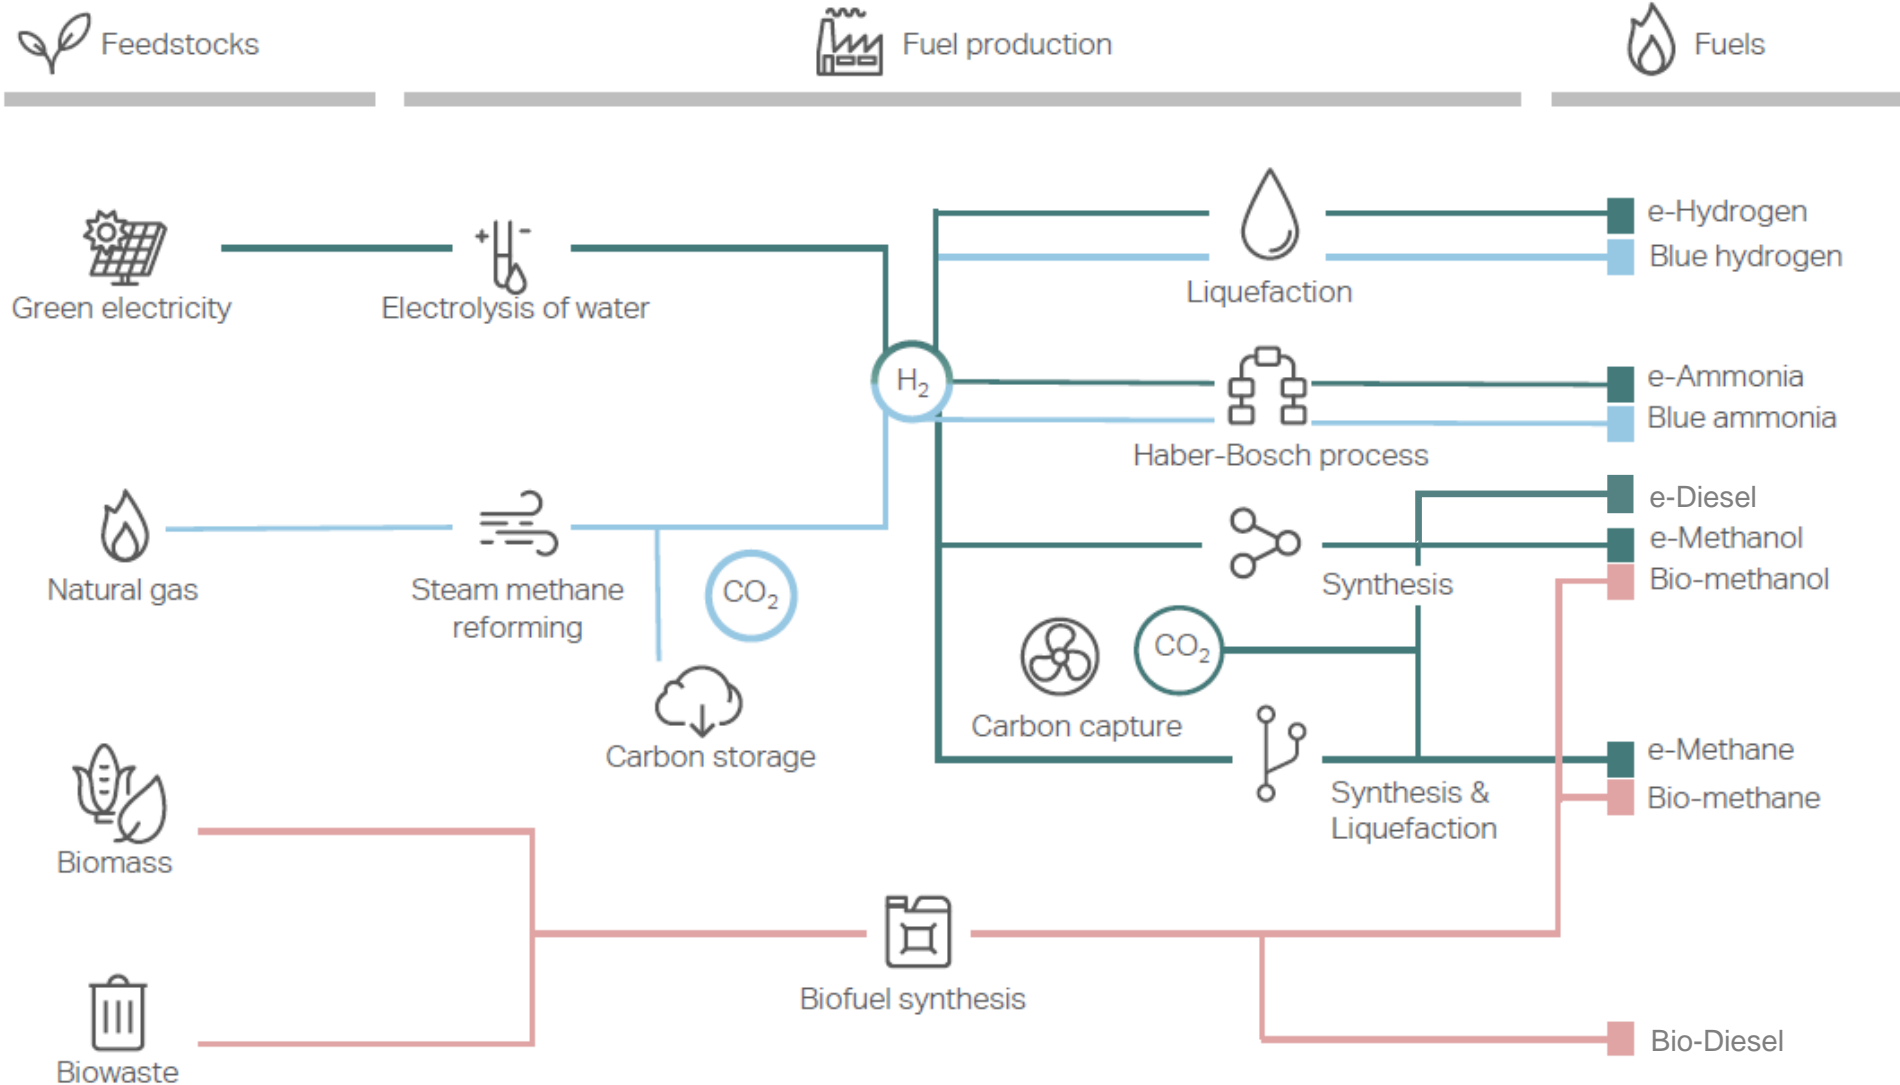 Feedstocks
Fuel production
Fuels
Green electricity
Electrolysis of water
+ -
H₂
Liquefaction
e-Hydrogen
Blue hydrogen
Haber-Bosch process
e-Ammonia
Blue ammonia
Natural gas
Steam methane
reforming
CO₂
Carbon storage
Synthesis
e-Diesel
e-Methanol
Bio-methanol
Carbon capture
CO₂
Synthesis &
Liquefaction
e-Methane
Bio-methane
Biomass
Biowaste
Biofuel synthesis
Bio-Diesel